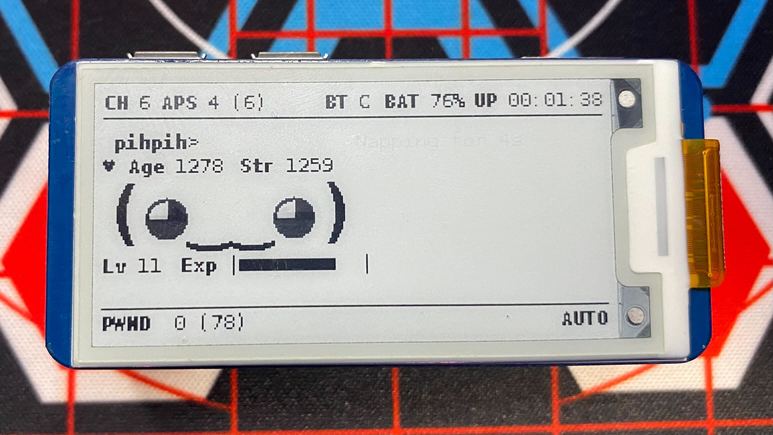 CH 6 APS 4 (6) BT C BAT 76% UP 00:01:38
pihpih> Napping for 4s
♥ Age 1278 Str 1259
Lv 11 Exp
PWND 0 (78) AUTO